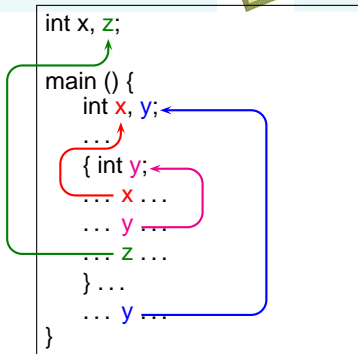 int x, z;
main () {
int x, y;
. . .
{ int y;
. . . x . . .
. . . y . . .
. . . z . . .
} . . .
. . . y . . .
}